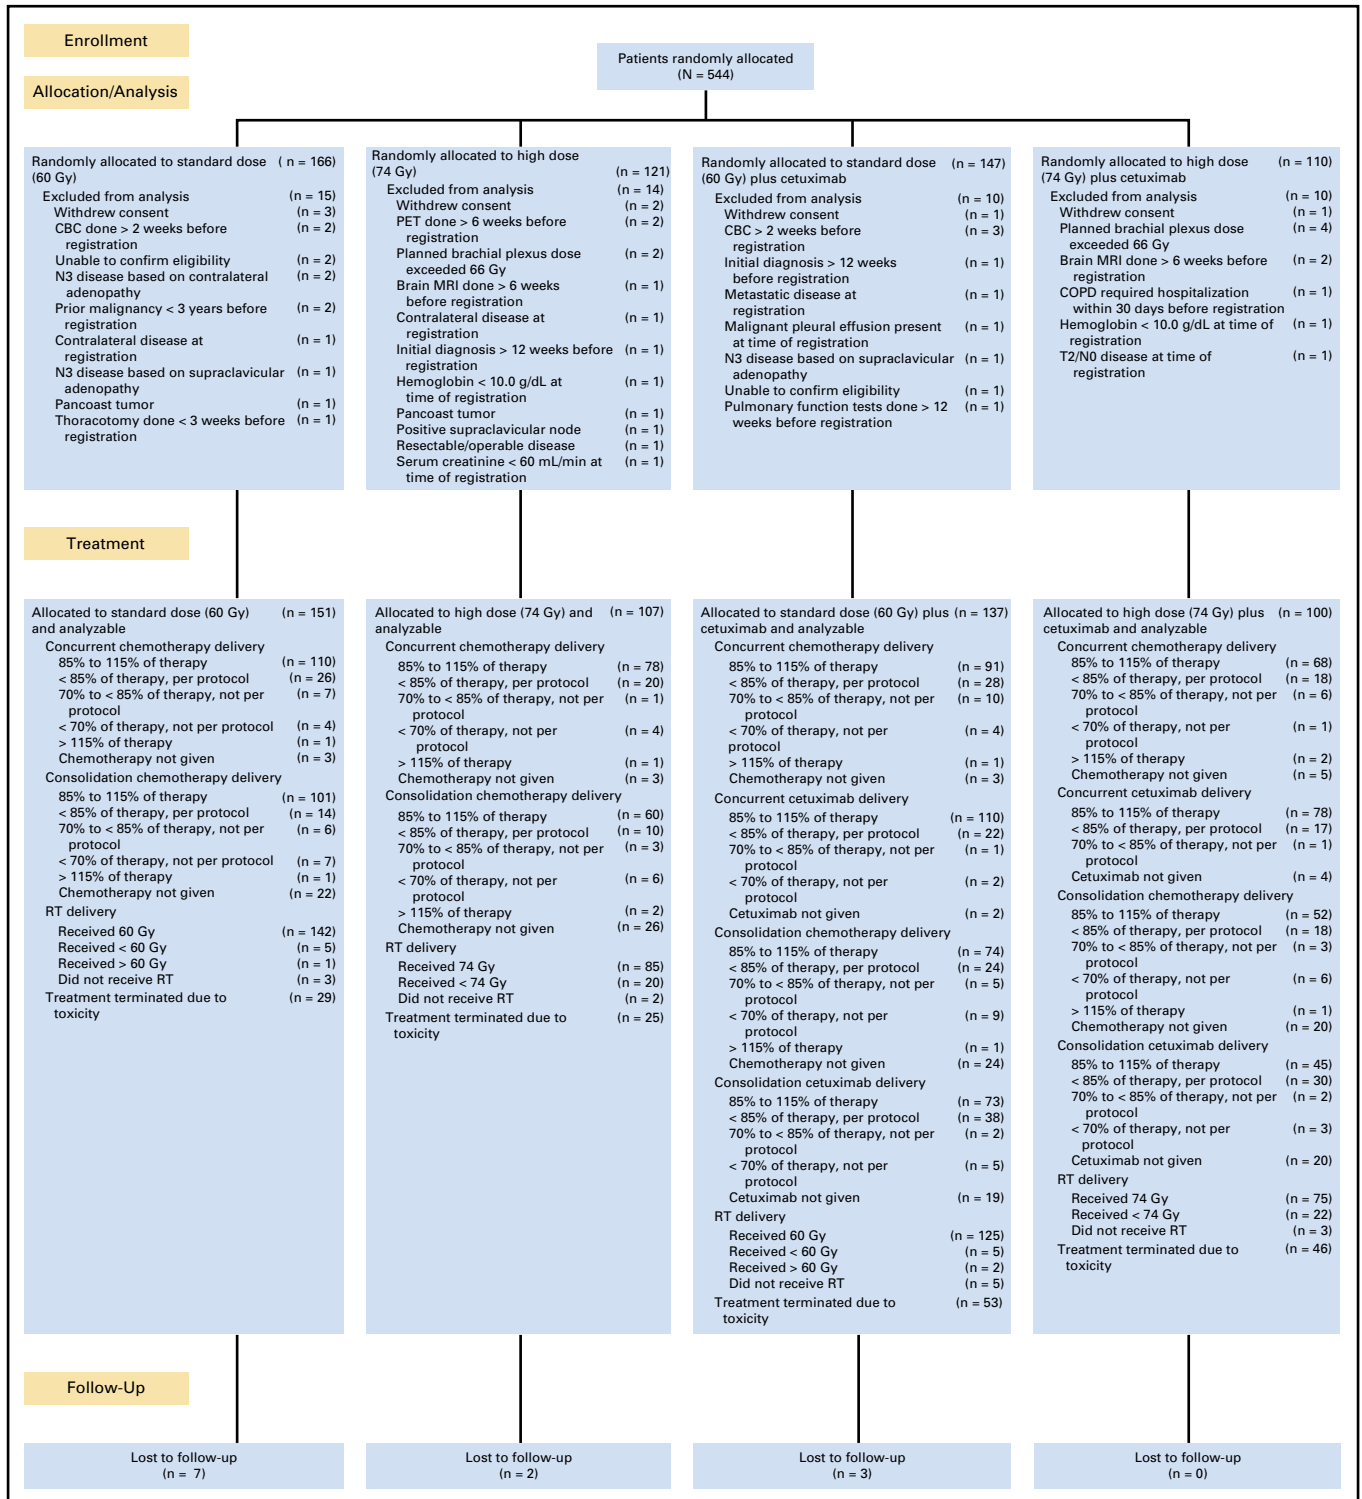 Enrollment
Patients randomly allocated
(N = 544)
Allocation/Analysis
Randomly allocated to standard dose ( n = 166)
(60 Gy)
Excluded from analysis (n = 15)
Withdrew consent (n = 3)
CBC done > 2 weeks before (n = 2)
registration
Unable to confirm eligibility (n = 2)
N3 disease based on contralateral (n = 2)
adenopathy
Prior malignancy < 3 years before (n = 2)
registration
Contralateral disease at (n = 1)
registration
N3 disease based on supraclavicular (n = 1)
adenopathy
Pancoast tumor (n = 1)
Thoracotomy done < 3 weeks before (n = 1)
registration
Randomly allocated to high dose
(74 Gy) (n = 121)
Excluded from analysis (n = 14)
Withdrew consent (n = 2)
PET done > 6 weeks before (n = 2)
registration
Planned brachial plexus dose (n = 2)
exceeded 66 Gy
Brain MRI done > 6 weeks (n = 1)
before registration
Contralateral disease at (n = 1)
registration
Initial diagnosis > 12 weeks before (n = 1)
registration
Hemoglobin < 10.0 g/dL at (n = 1)
time of registration
Pancoast tumor (n = 1)
Positive supraclavicular node (n = 1)
Resectable/operable disease (n = 1)
Serum creatinine < 60 mL/min at (n = 1)
time of registration
Randomly allocated to standard dose (n = 147)
(60 Gy) plus cetuximab
Excluded from analysis (n = 10)
Withdrew consent (n = 1)
CBC > 2 weeks before (n = 3)
registration
Initial diagnosis > 12 weeks (n = 1)
before registration
Metastatic disease at (n = 1)
registration
Malignant pleural effusion present (n = 1)
at time of registration
N3 disease based on supraclavicular (n = 1)
adenopathy
Unable to confirm eligibility (n = 1)
Pulmonary function tests done > 12 (n = 1)
weeks before registration
Randomly allocated to high dose (n = 110)
(74 Gy) plus cetuximab
Excluded from analysis (n = 10)
Withdrew consent (n = 1)
Planned brachial plexus dose (n = 4)
exceeded 66 Gy
Brain MRI done > 6 weeks before (n = 2)
registration
COPD required hospitalization (n = 1)
within 30 days before registration
Hemoglobin < 10.0 g/dL at time of (n = 1)
registration
T2/N0 disease at time of (n = 1)
registration
Treatment
Allocated to standard dose (60 Gy) (n = 151)
and analyzable
Concurrent chemotherapy delivery
85% to 115% of therapy (n = 110)
< 85% of therapy, per protocol (n = 26)
70% to < 85% of therapy, not per (n = 7)
protocol
< 70% of therapy, not per protocol (n = 4)
> 115% of therapy (n = 1)
Chemotherapy not given (n = 3)
Consolidation chemotherapy delivery
85% to 115% of therapy (n = 101)
< 85% of therapy, per protocol (n = 14)
70% to < 85% of therapy, not per (n = 6)
protocol
< 70% of therapy, not per protocol (n = 7)
> 115% of therapy (n = 1)
Chemotherapy not given (n = 22)
RT delivery
Received 60 Gy (n = 142)
Received < 60 Gy (n = 5)
Received > 60 Gy (n = 1)
Did not receive RT (n = 3)
Treatment terminated due to (n = 29)
toxicity
Allocated to high dose (74 Gy) and (n = 107)
analyzable
Concurrent chemotherapy delivery
85% to 115% of therapy (n = 78)
< 85% of therapy, per protocol (n = 20)
70% to < 85% of therapy, not per (n = 1)
protocol
< 70% of therapy, not per (n = 4)
protocol
> 115% of therapy (n = 1)
Chemotherapy not given (n = 3)
Consolidation chemotherapy delivery
85% to 115% of therapy (n = 60)
< 85% of therapy, per protocol (n = 10)
70% to < 85% of therapy, not per (n = 3)
protocol
< 70% of therapy, not per (n = 6)
protocol
> 115% of therapy (n = 2)
Chemotherapy not given (n = 26)
RT delivery
Received 74 Gy (n = 85)
Received < 74 Gy (n = 20)
Did not receive RT (n = 2)
Treatment terminated due to (n = 25)
toxicity
Allocated to standard dose (60 Gy) plus (n = 137)
cetuximab and analyzable
Concurrent chemotherapy delivery
85% to 115% of therapy (n = 91)
< 85% of therapy, per protocol (n = 28)
70% to < 85% of therapy, not per (n = 10)
protocol
< 70% of therapy, not per (n = 4)
protocol
> 115% of therapy (n = 1)
Chemotherapy not given (n = 3)
Concurrent cetuximab delivery
85% to 115% of therapy (n = 110)
< 85% of therapy, per protocol (n = 22)
70% to < 85% of therapy, not per (n = 1)
protocol
< 70% of therapy, not per (n = 2)
protocol
Cetuximab not given (n = 2)
Consolidation chemotherapy delivery
85% to 115% of therapy (n = 74)
< 85% of therapy, per protocol (n = 24)
70% to < 85% of therapy, not per (n = 5)
protocol
< 70% of therapy, not per (n = 9)
protocol
> 115% of therapy (n = 1)
Chemotherapy not given (n = 24)
Consolidation cetuximab delivery
85% to 115% of therapy (n = 73)
< 85% of therapy, per protocol (n = 38)
70% to < 85% of therapy, not per (n = 2)
protocol
< 70% of therapy, not per (n = 5)
protocol
Cetuximab not given (n = 19)
RT delivery
Received 60 Gy (n = 125)
Received < 60 Gy (n = 5)
Received > 60 Gy (n = 2)
Did not receive RT (n = 5)
Treatment terminated due to (n = 53)
toxicity
Allocated to high dose (74 Gy) plus (n = 100)
cetuximab and analyzable
Concurrent chemotherapy delivery
85% to 115% of therapy (n = 68)
< 85% of therapy, per protocol (n = 18)
70% to < 85% of therapy, not per (n = 6)
protocol
< 70% of therapy, not per (n = 1)
protocol
> 115% of therapy (n = 2)
Chemotherapy not given (n = 5)
Concurrent cetuximab delivery
85% to 115% of therapy (n = 78)
< 85% of therapy, per protocol (n = 17)
70% to < 85% of therapy, not per (n = 1)
protocol
Cetuximab not given (n = 4)
Consolidation chemotherapy delivery
85% to 115% of therapy (n = 52)
< 85% of therapy, per protocol (n = 18)
70% to < 85% of therapy, not per (n = 3)
protocol
< 70% of therapy, not per (n = 6)
protocol
> 115% of therapy (n = 1)
Chemotherapy not given (n = 20)
Consolidation cetuximab delivery
85% to 115% of therapy (n = 45)
< 85% of therapy, per protocol (n = 30)
70% to < 85% of therapy, not per (n = 2)
protocol
< 70% of therapy, not per (n = 3)
protocol
Cetuximab not given (n = 20)
RT delivery
Received 74 Gy (n = 75)
Received < 74 Gy (n = 22)
Did not receive RT (n = 3)
Treatment terminated due to (n = 46)
toxicity
Follow-Up
Lost to follow-up
(n = 7)
Lost to follow-up
(n = 2)
Lost to follow-up
(n = 3)
Lost to follow-up
(n = 0)